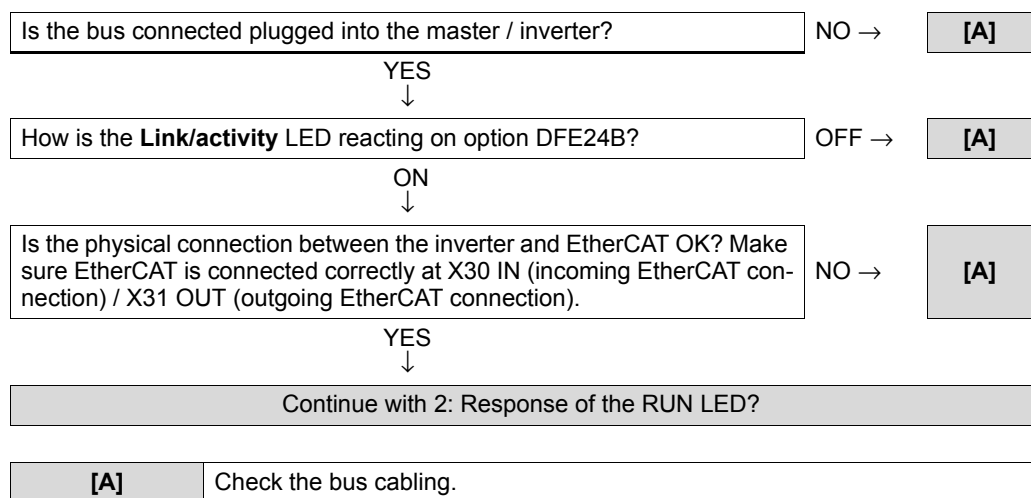 Is the bus connected plugged into the master / inverter? NO → [A]
YES
↓
How is the Link/activity LED reacting on option DFE24B? OFF → [A]
ON
↓
Is the physical connection between the inverter and EtherCAT OK? Make
sure EtherCAT is connected correctly at X30 IN (incoming EtherCAT con-
nection) / X31 OUT (outgoing EtherCAT connection). NO → [A]
YES
↓
Continue with 2: Response of the RUN LED?
[A] Check the bus cabling.